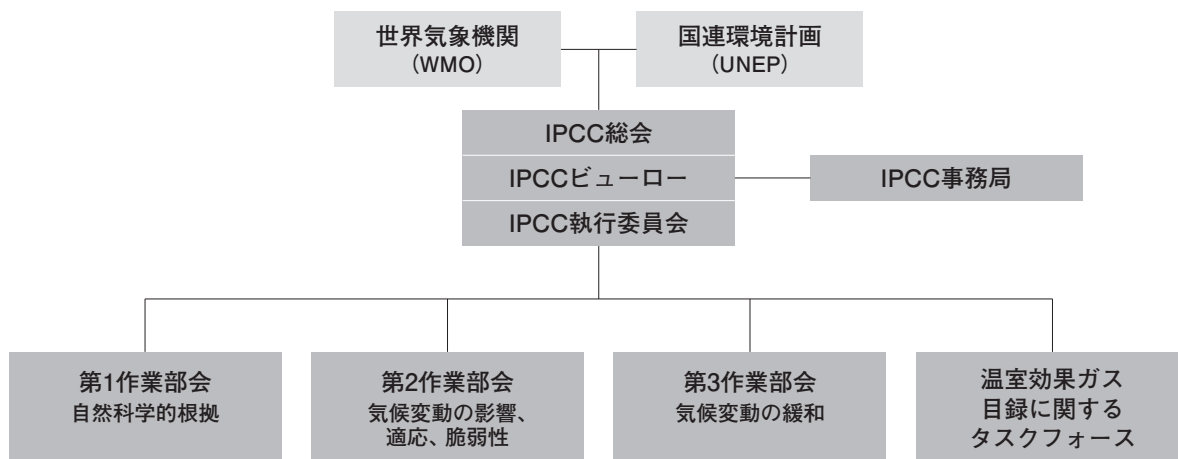 世界気象機関
（WMO）
国連環境計画
（UNEP）
IPCC総会
IPCCビューロー
IPCC事務局
IPCC執行委員会
第1作業部会
自然科学的根拠
第2作業部会
気候変動の影響、
適応、脆弱性
第3作業部会
気候変動の緩和
温室効果ガス
目録に関する
タスクフォース